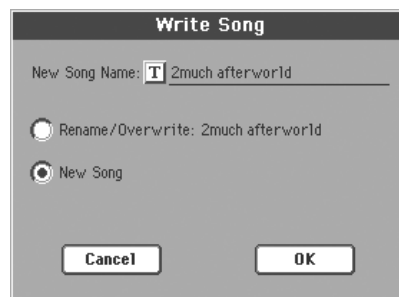 Write Song
New Song Name: T 2much afterworld
Rename/Overwrite: 2much afterworld
New Song
Cancel OK